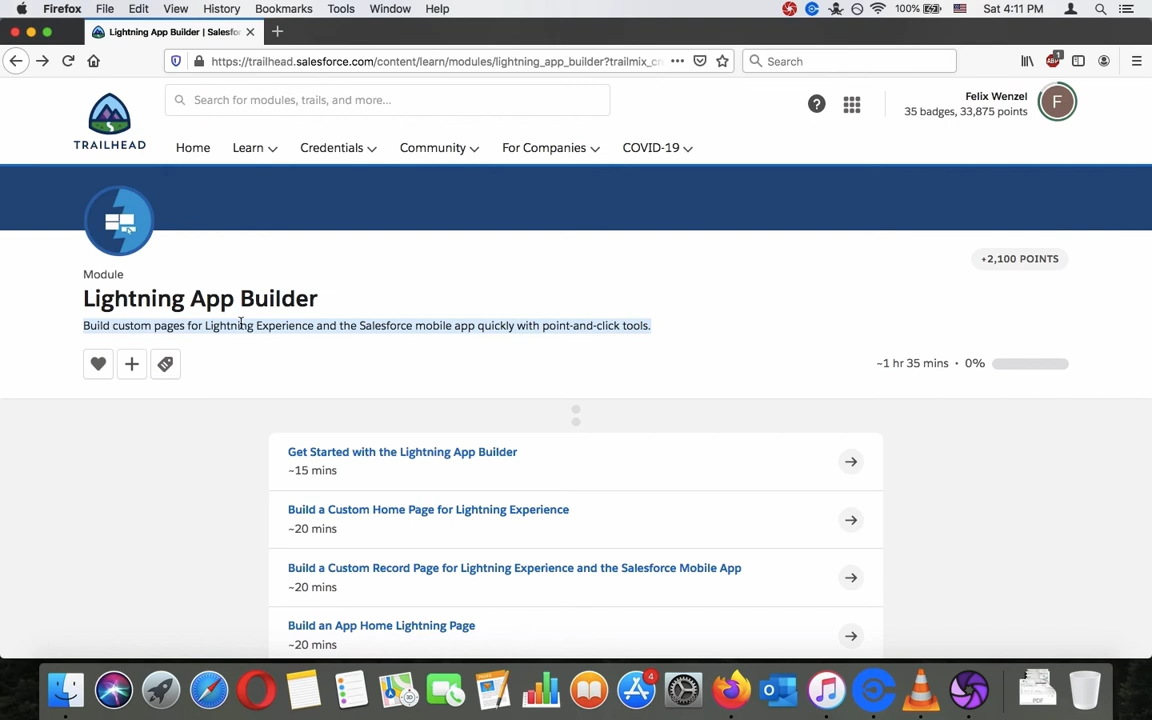 Firefox File Edit View History Bookmarks Tools Window Help 100% Sat 4:11 PM
Lightning App Builder | Salesfo
https://trailhead.salesforce.com/content/learn/modules/lightning_app_builder?trailmix_cr Search 1
TRAILHEAD
Search for modules, trails, and more...
Felix Wenzel
35 badges, 33,875 points
F
Home Learn Credentials Community For Companies COVID-19
+2,100 POINTS
Module
Lightning App Builder
Build custom pages for Lightning Experience and the Salesforce mobile app quickly with point-and-click tools.
~1 hr 35 mins · 0%
Get Started with the Lightning App Builder
~15 mins
Build a Custom Home Page for Lightning Experience
~20 mins
Build a Custom Record Page for Lightning Experience and the Salesforce Mobile App
~20 mins
Build an App Home Lightning Page
~20 mins
4
PDF